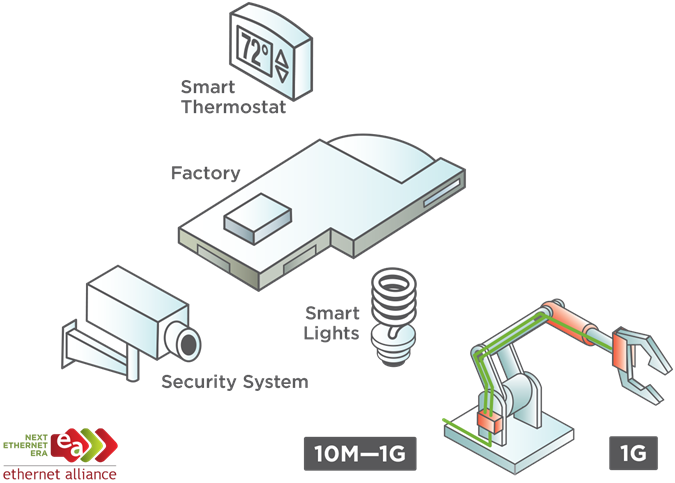 72°
Smart
Thermostat
Factory
Smart
Lights
Security System
NEXT
ETHERNET
ERA
ea
ethernet alliance
10M—1G
1G